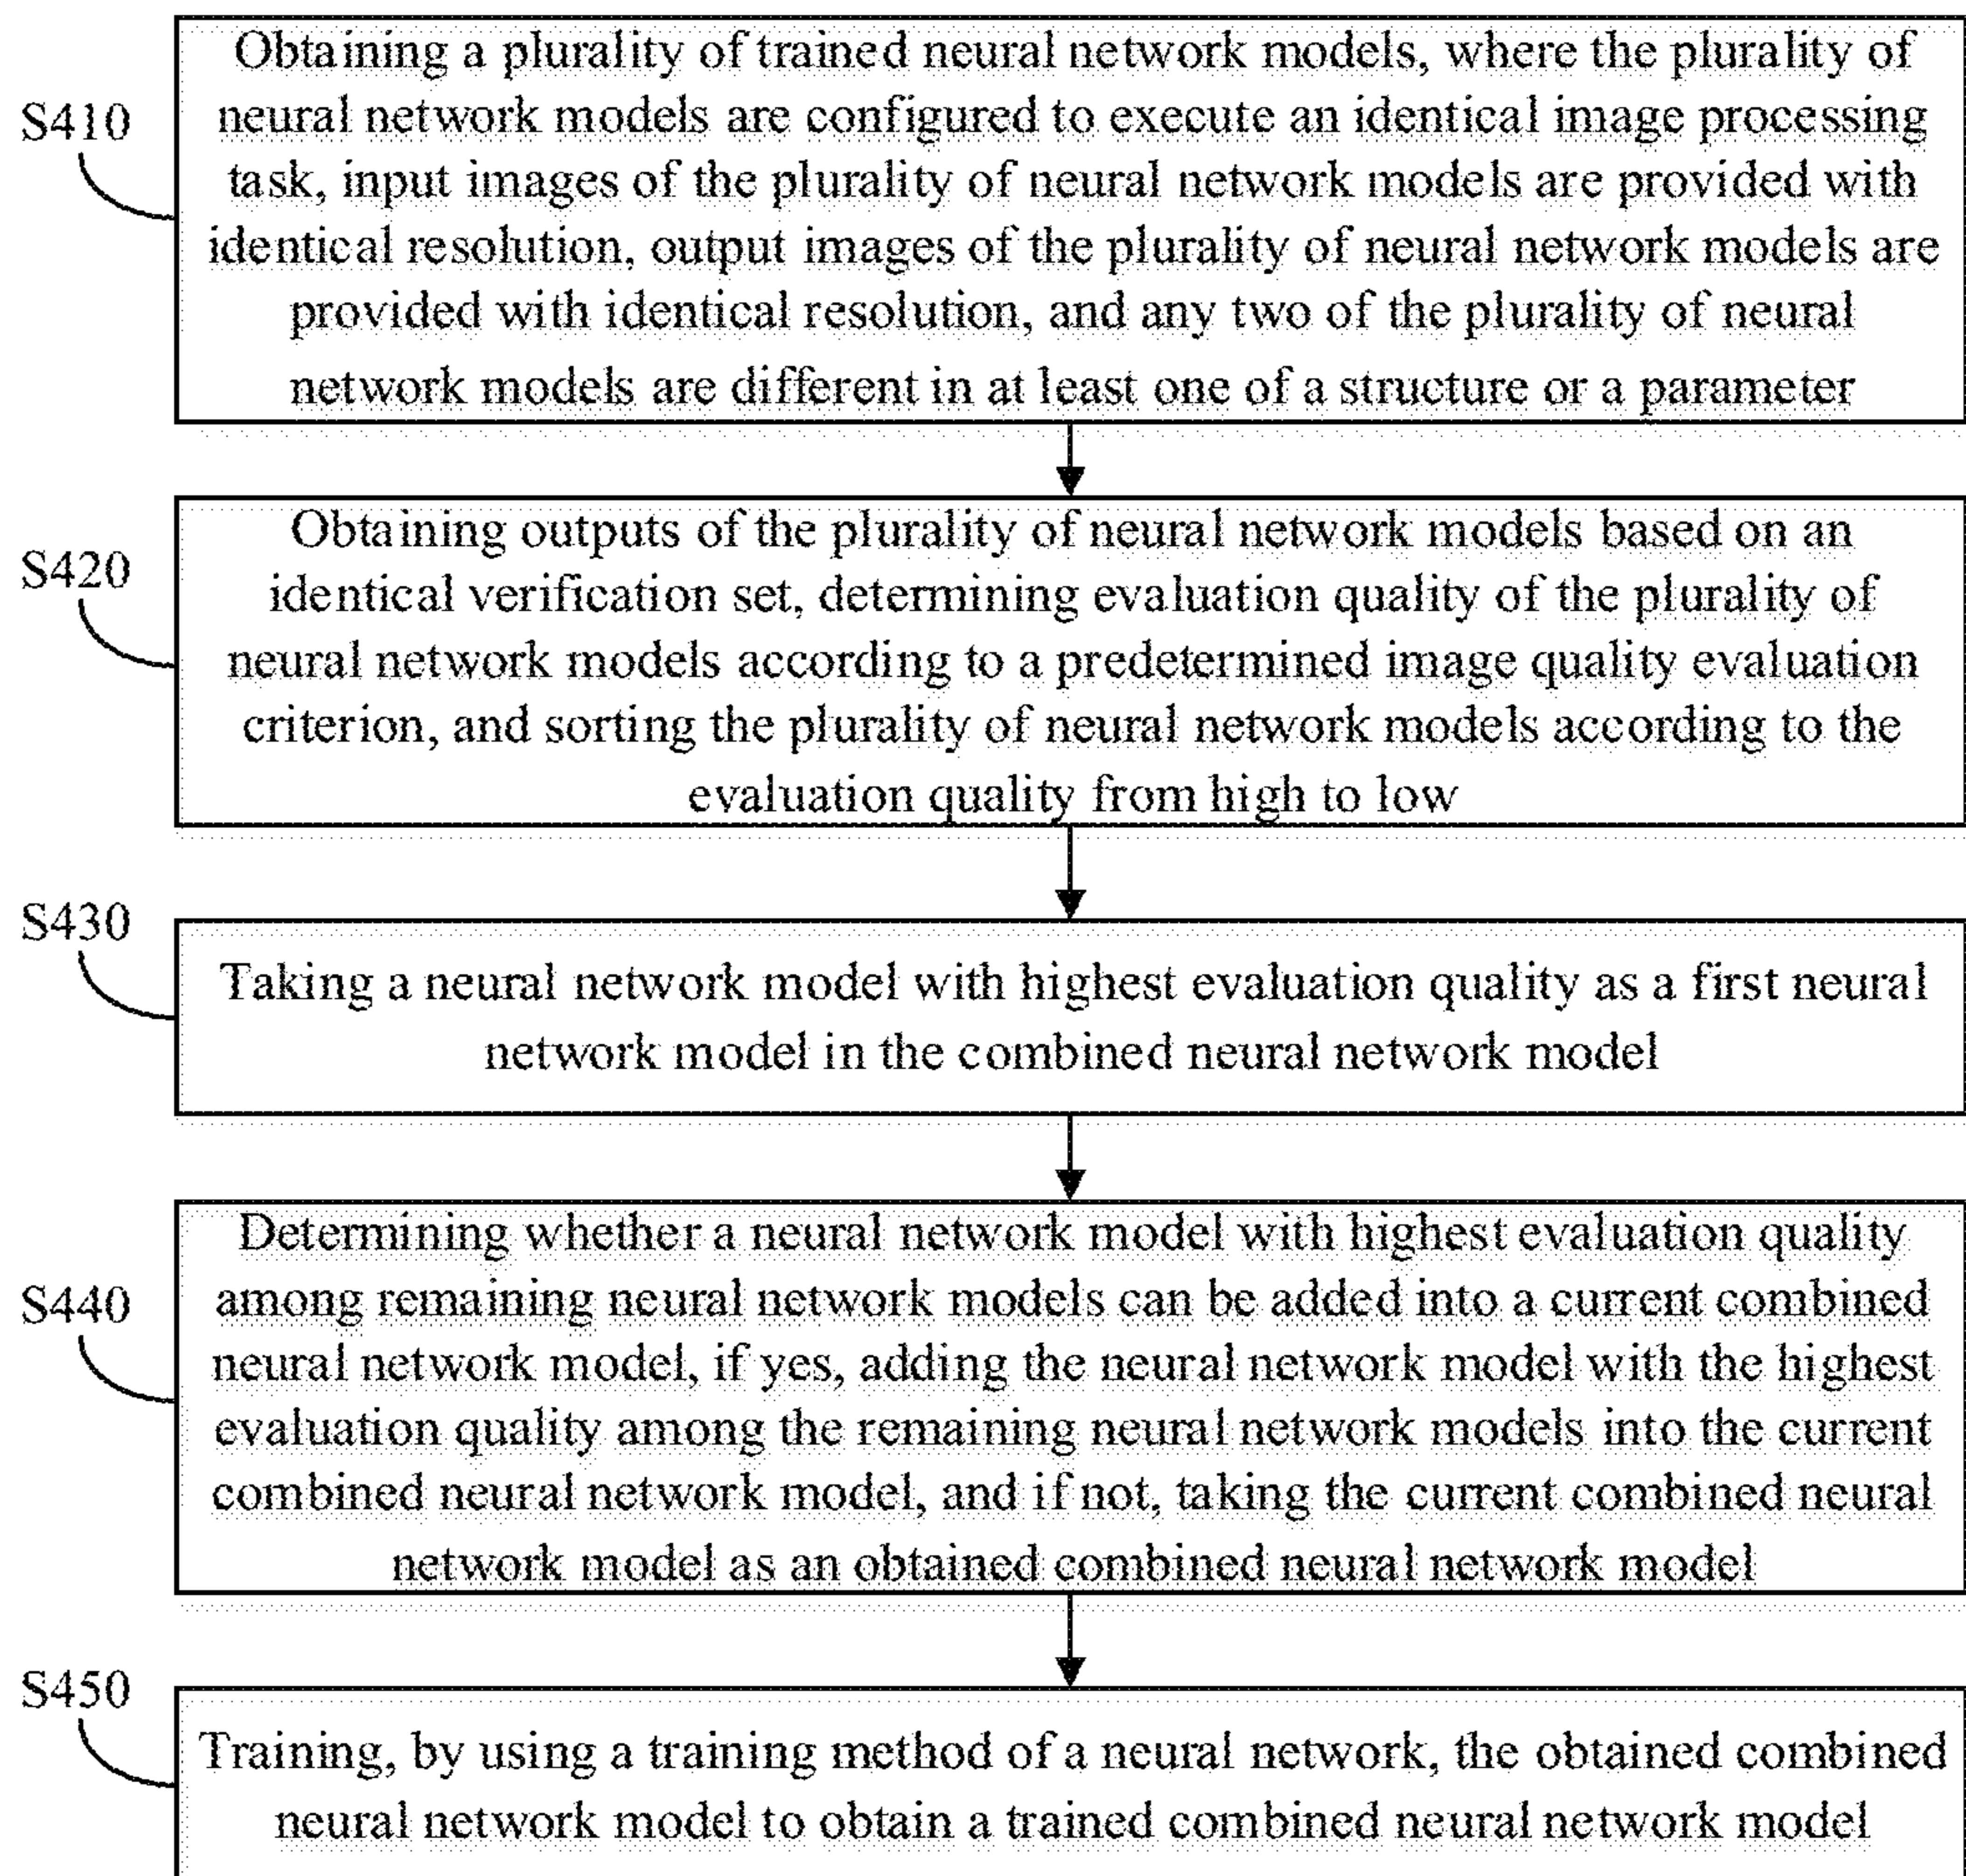 S410
Obtaining a plurality of trained neural network models, where the plurality of
neural network models are configured to execute an identical image processing
task, input images of the plurality of neural network models are provided with
identical resolution, output images of the plurality of neural network models are
provided with identical resolution, and any two of the plurality of neural
network models are different in at least one of a structure or a parameter
S420
Obtaining outputs of the plurality of neural network models based on an
identical verification set, determining evaluation quality of the plurality of
neural network models according to a predetermined image quality evaluation
criterion, and sorting the plurality of neural network models according to the
evaluation quality from high to low
S430
Taking a neural network model with highest evaluation quality as a first neural
network model in the combined neural network model
S440
Determining whether a neural network model with highest evaluation quality
among remaining neural network models can be added into a current combined
neural network model, if yes, adding the neural network model with the highest
evaluation quality among the remaining neural network models into the current
combined neural network model, and if not, taking the current combined neural
network model as an obtained combined neural network model
S450
Training, by using a training method of a neural network, the obtained combined
neural network model to obtain a trained combined neural network model